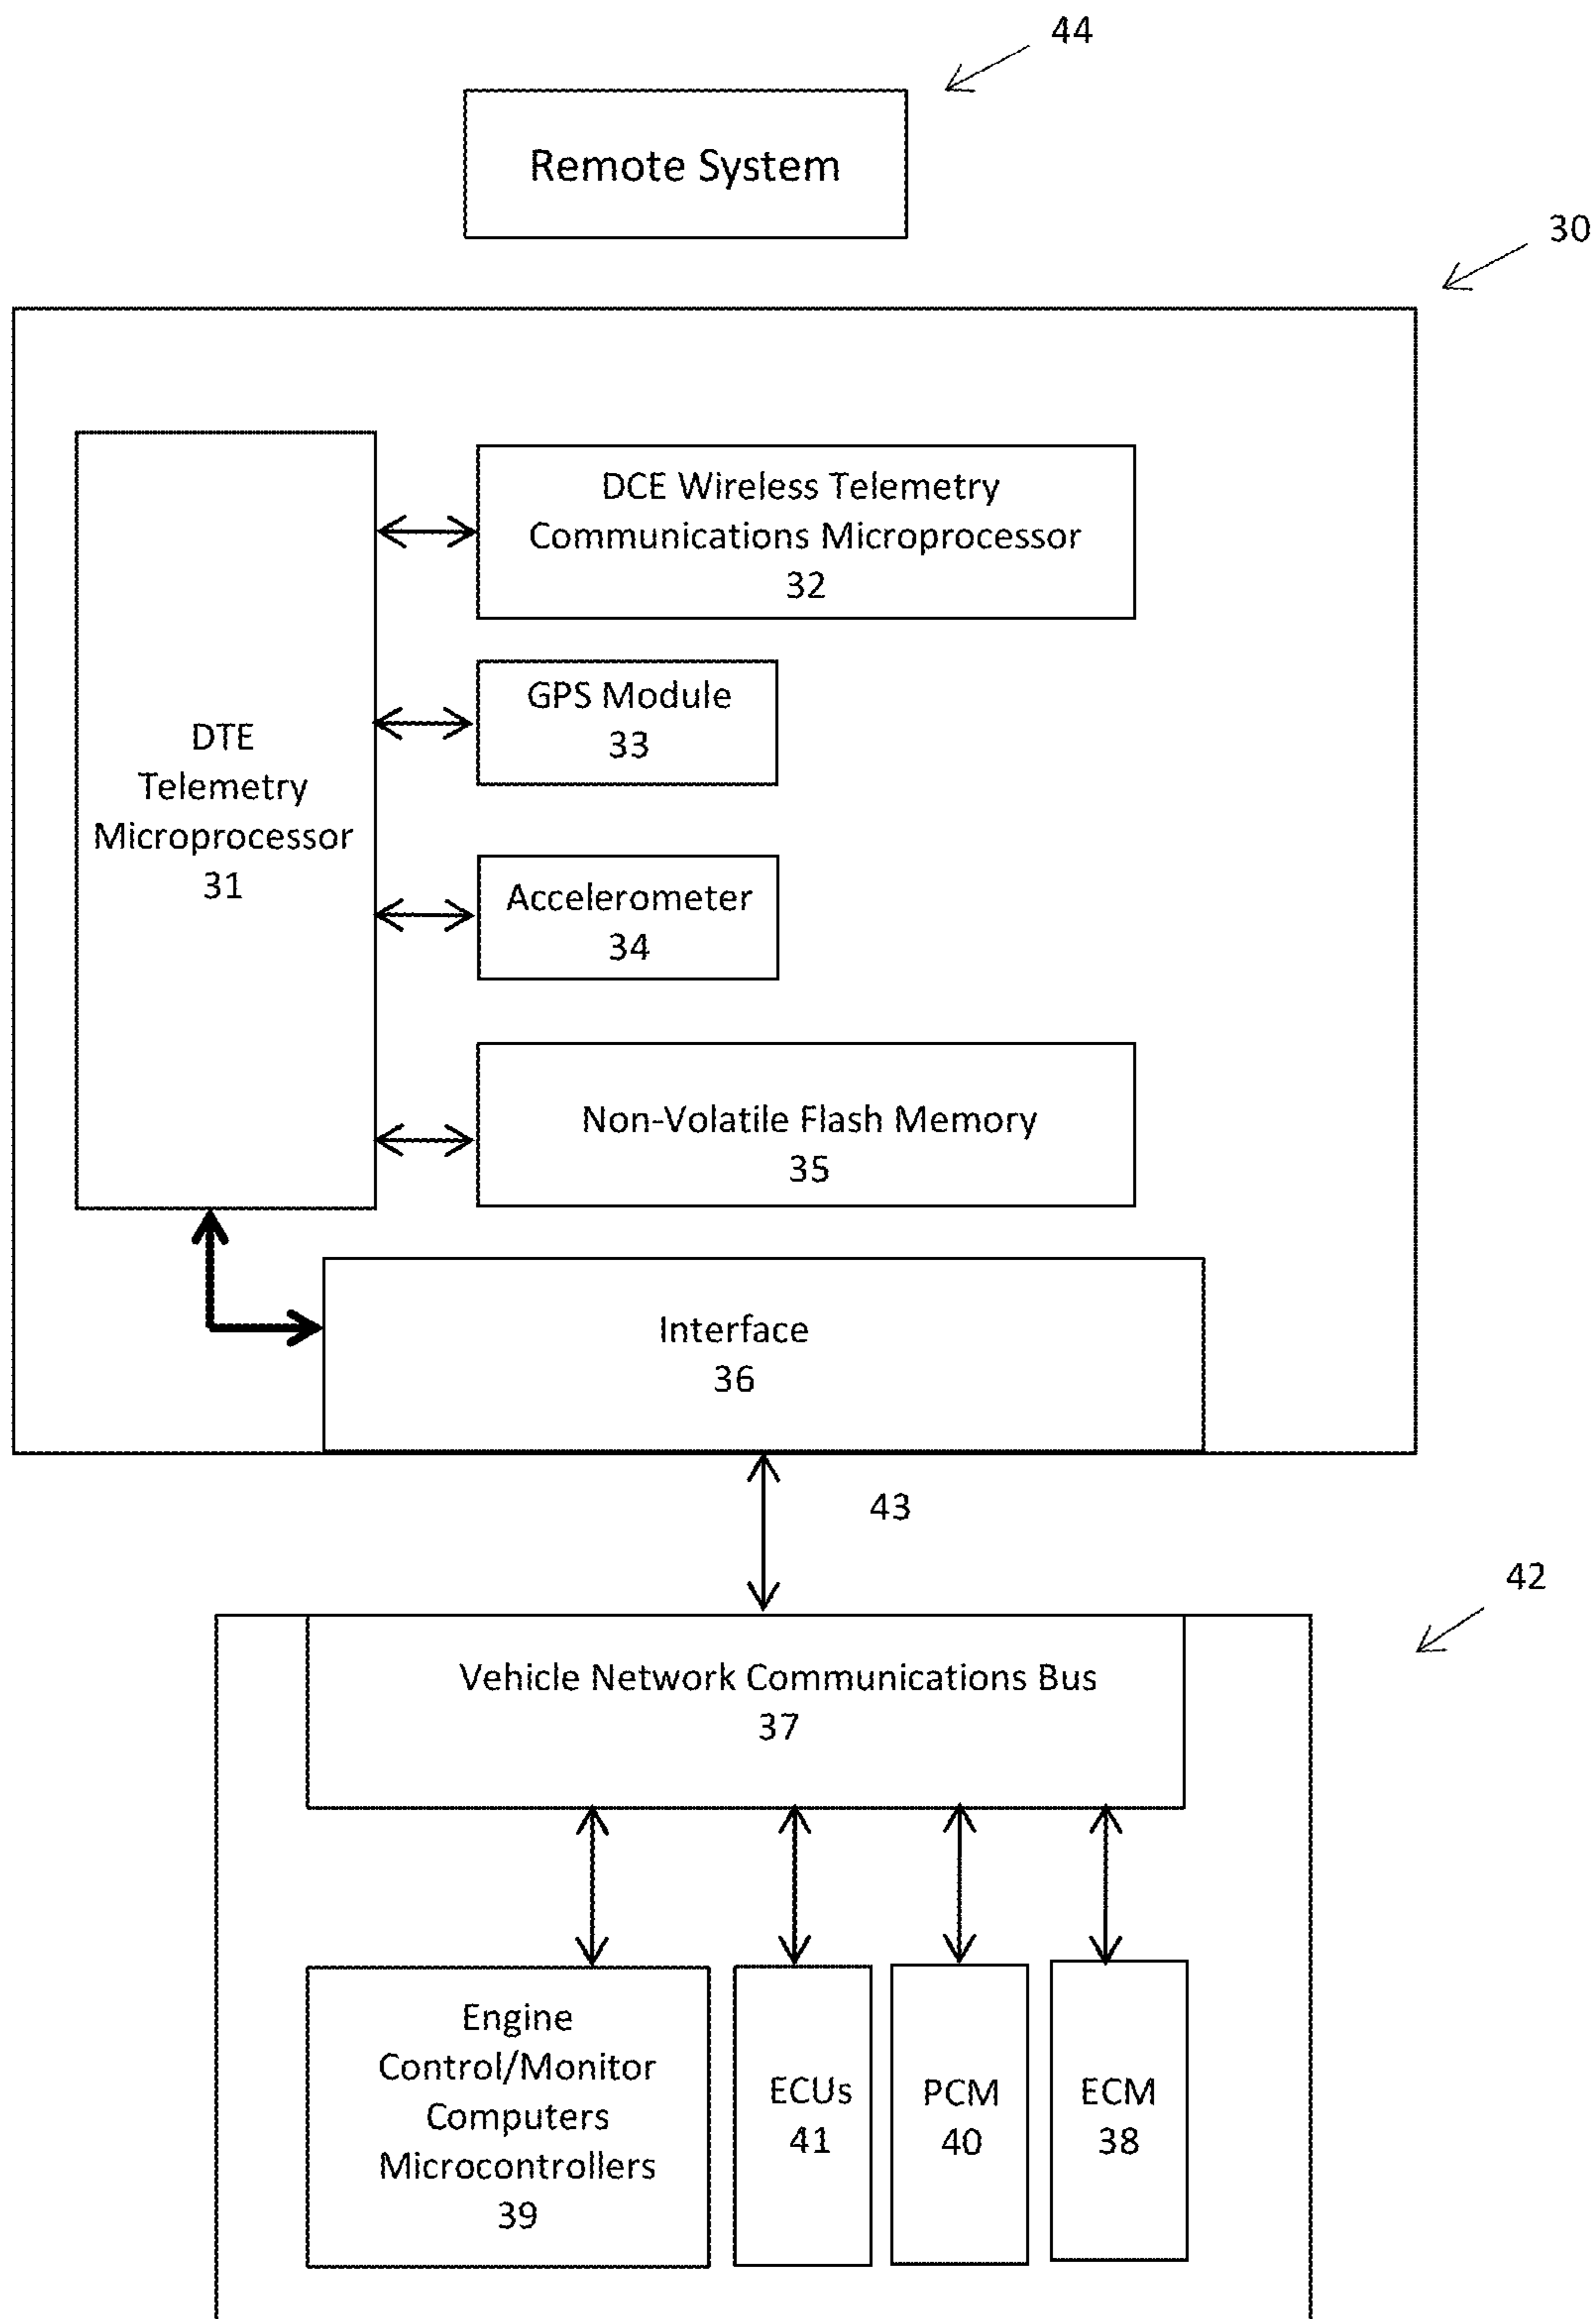 44
Remote System
30
DCE Wireless Telemetry
Communications Microprocessor
32
GPS Module
33
DTE
Telemetry
Microprocessor
31
Accelerometer
34
Non-Volatile Flash Memory
35
Interface
36
43
42
Vehicle Network Communications Bus
37
Engine
Control/Monitor
Computers
Microcontrollers
39
ECUs
41
PCM
40
ECM
38